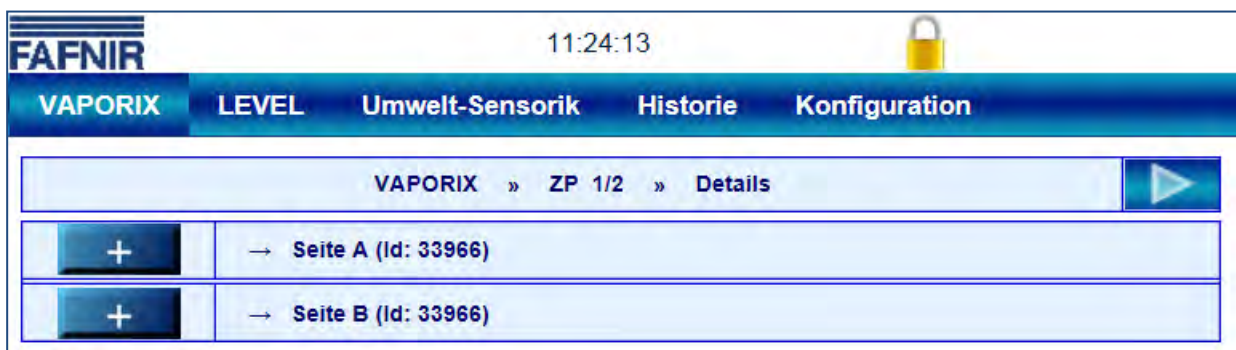 FAFNIR 11:24:13
VAPORIX LEVEL Umwelt-Sensorik Historie Konfiguration
VAPORIX » ZP 1/2 » Details
+ → Seite A (Id: 33966)
+ → Seite B (Id: 33966)